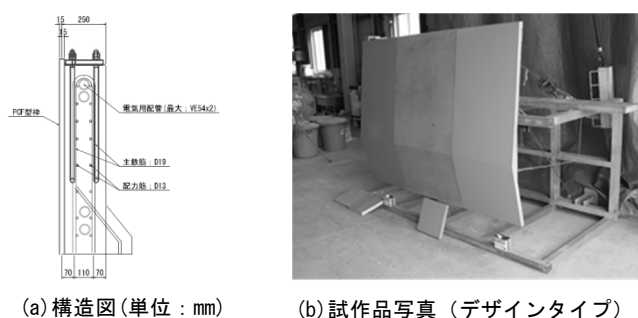 15 250
15
電気用配管(最大：VE54x2)
PCF型枠
主鉄筋：D19
配力筋：D13
70 110 70
(a)構造図(単位：mm)
(b)試作品写真（デザインタイプ）